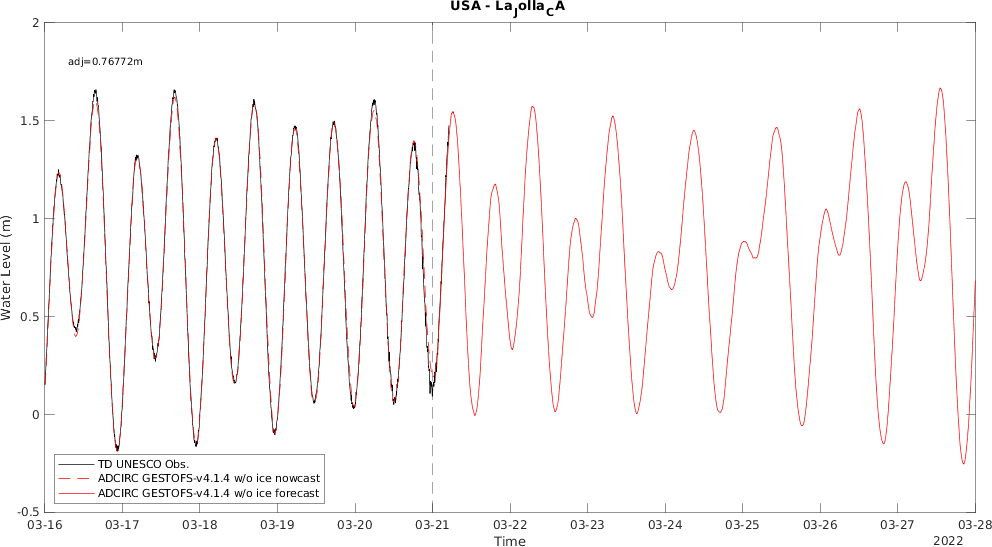 USA - LaJollaCA
2
adj=0.76772m
1.5
1
0.5
0
-0.5
Water Level (m)
TD UNESCO Obs.
ADCIRC GESTOFS-v4.1.4 w/o ice nowcast
ADCIRC GESTOFS-v4.1.4 w/o ice forecast
03-16 03-17 03-18 03-19 03-20 03-21 03-22 03-23 03-24 03-25 03-26 03-27 03-28
Time
2022